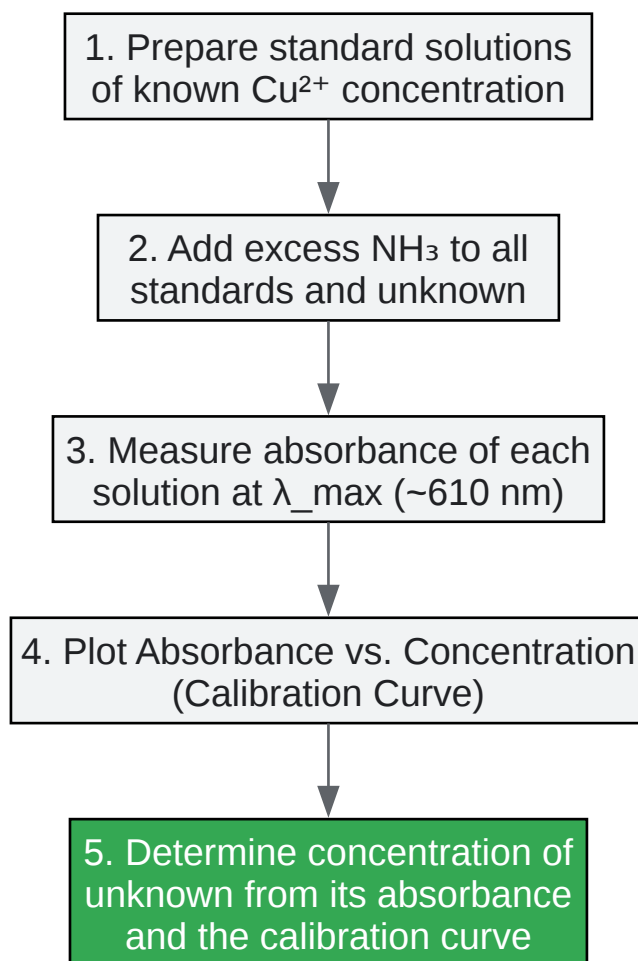 1. Prepare standard solutions
of known Cu²⁺ concentration
2. Add excess NH₃ to all
standards and unknown
3. Measure absorbance of each
solution at λ_max (~610 nm)
4. Plot Absorbance vs. Concentration
(Calibration Curve)
5. Determine concentration of
unknown from its absorbance
and the calibration curve